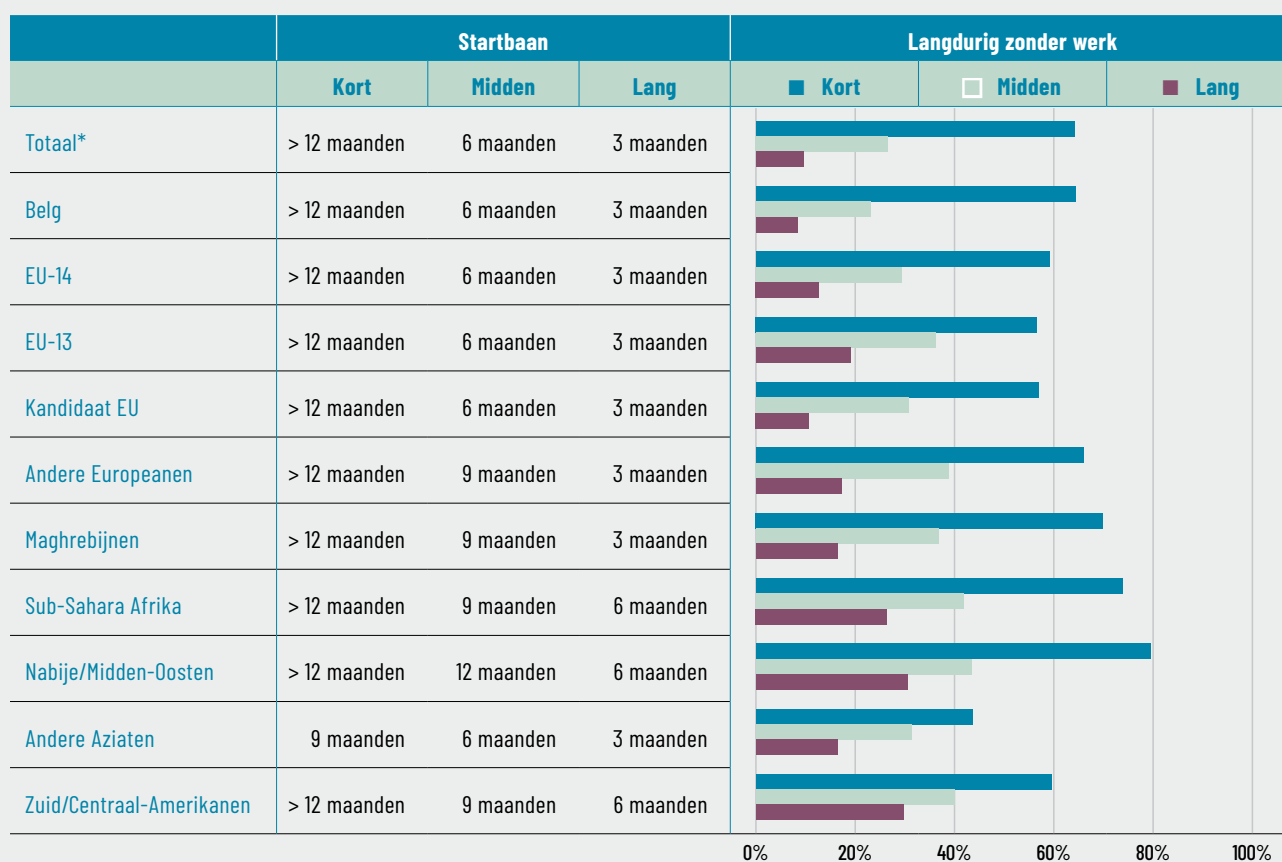 Startbaan Langdurig zonder werk
Kort Midden Lang Kort Midden Lang
Totaal* > 12 maanden 6 maanden 3 maanden
Belg > 12 maanden 6 maanden 3 maanden
EU-14 > 12 maanden 6 maanden 3 maanden
EU-13 > 12 maanden 6 maanden 3 maanden
Kandidaat EU > 12 maanden 6 maanden 3 maanden
Andere Europeanen > 12 maanden 9 maanden 3 maanden
Maghrebijnen > 12 maanden 9 maanden 3 maanden
Sub-Sahara Afrika > 12 maanden 9 maanden 6 maanden
Nabije/Midden-Oosten > 12 maanden 12 maanden 6 maanden
Andere Aziaten 9 maanden 6 maanden 3 maanden
Zuid/Centraal-Amerikanen > 12 maanden 9 maanden 6 maanden
0% 20% 40% 60% 80% 100%